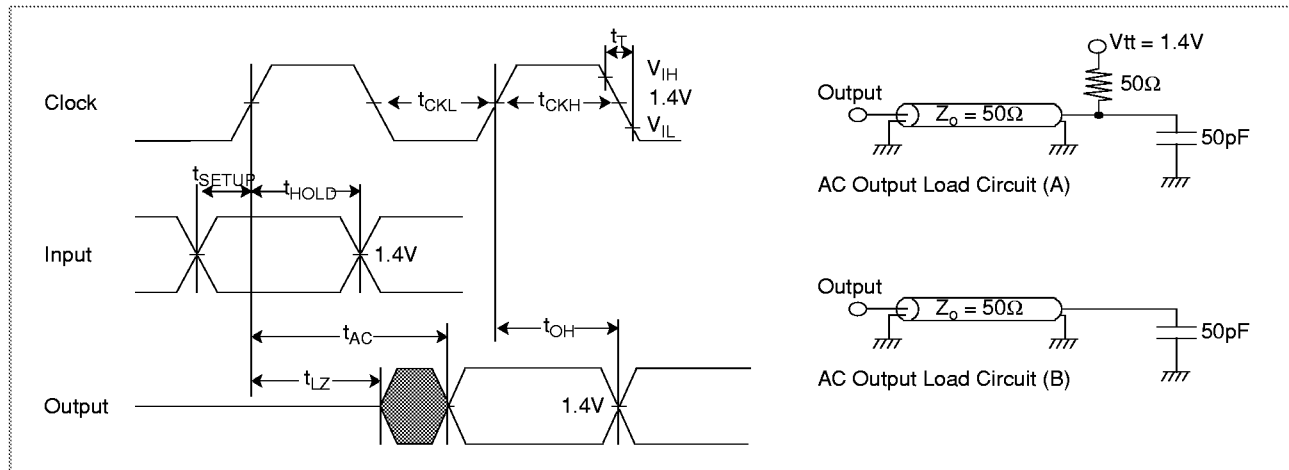 Clock
tT
VIH
1.4V
VIL
tCKL
tCKH
tSETUP
tHOLD
Input
1.4V
tAC
tOH
tLZ
Output
1.4V
Vtt = 1.4V
50Ω
Output
Zo = 50Ω
50pF
AC Output Load Circuit (A)
Output
Zo = 50Ω
50pF
AC Output Load Circuit (B)